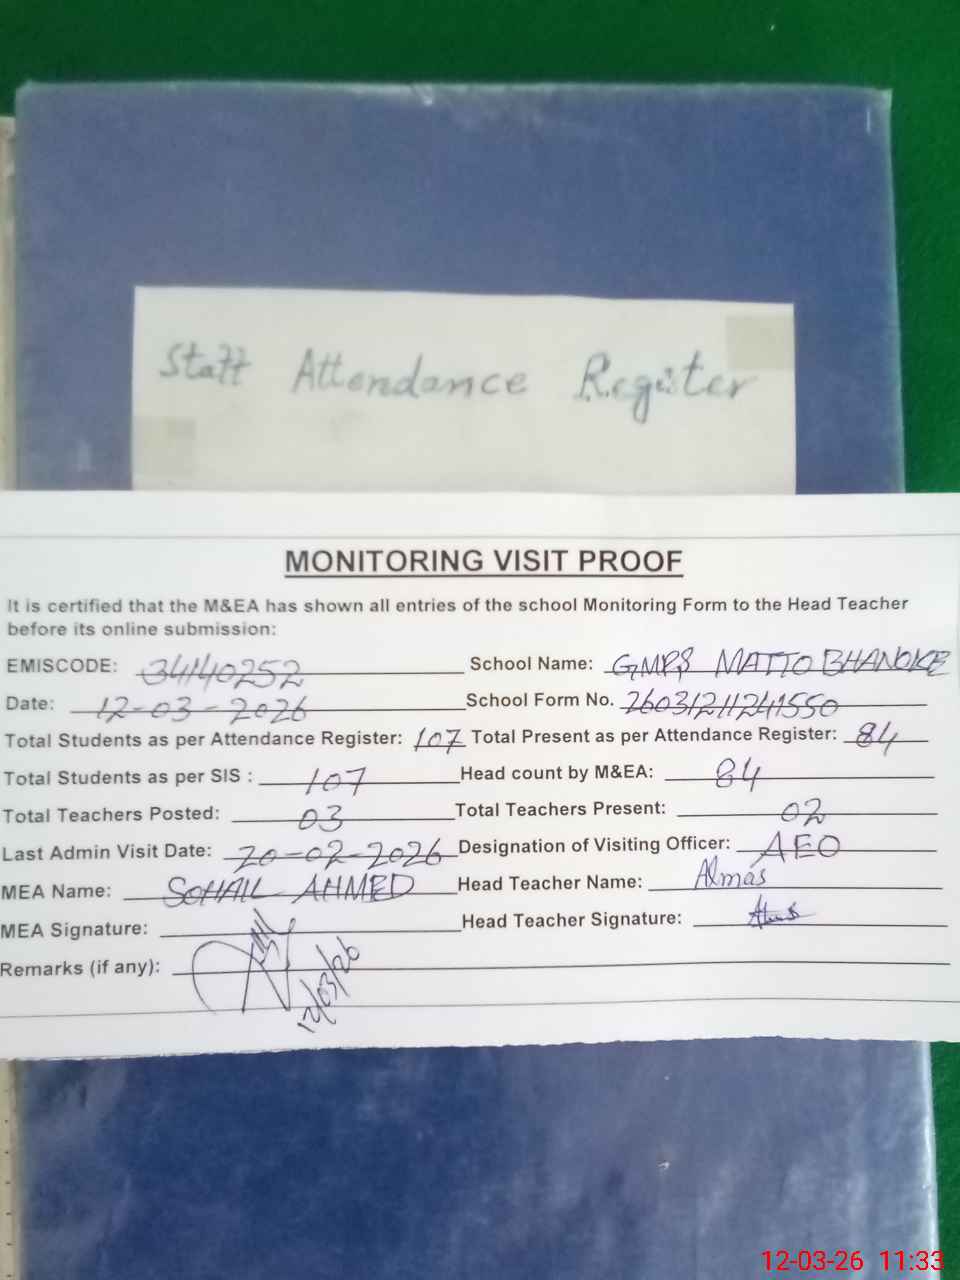 Staff Attendance Register
MONITORING VISIT PROOF
It is certified that the M&EA has shown all entries of the school Monitoring Form to the Head Teacher
before its online submission:
EMISCODE: 34140252 School Name: GMPS MATTO BHANOKE
Date: 12-03-2026 School Form No. 26031211241550
Total Students as per Attendance Register: 107 Total Present as per Attendance Register: 84
Total Students as per SIS : 107 Head count by M&EA: 84
Total Teachers Posted: 03 Total Teachers Present: 02
Last Admin Visit Date: 20-02-2026 Designation of Visiting Officer: AEO
MEA Name: SOHAIL AHMED Head Teacher Name: Almas
MEA Signature: Head Teacher Signature:
Remarks (if any):
12/03/26
12-03-26 11:33